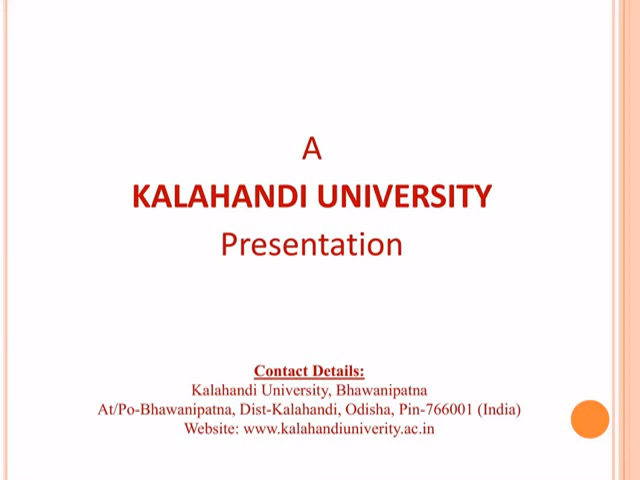 A
KALAHANDI UNIVERSITY
Presentation
Contact Details:
Kalahandi University, Bhawanipatna
At/Po-Bhawanipatna, Dist-Kalahandi, Odisha, Pin-766001 (India)
Website: www.kalahandiuniverity.ac.in